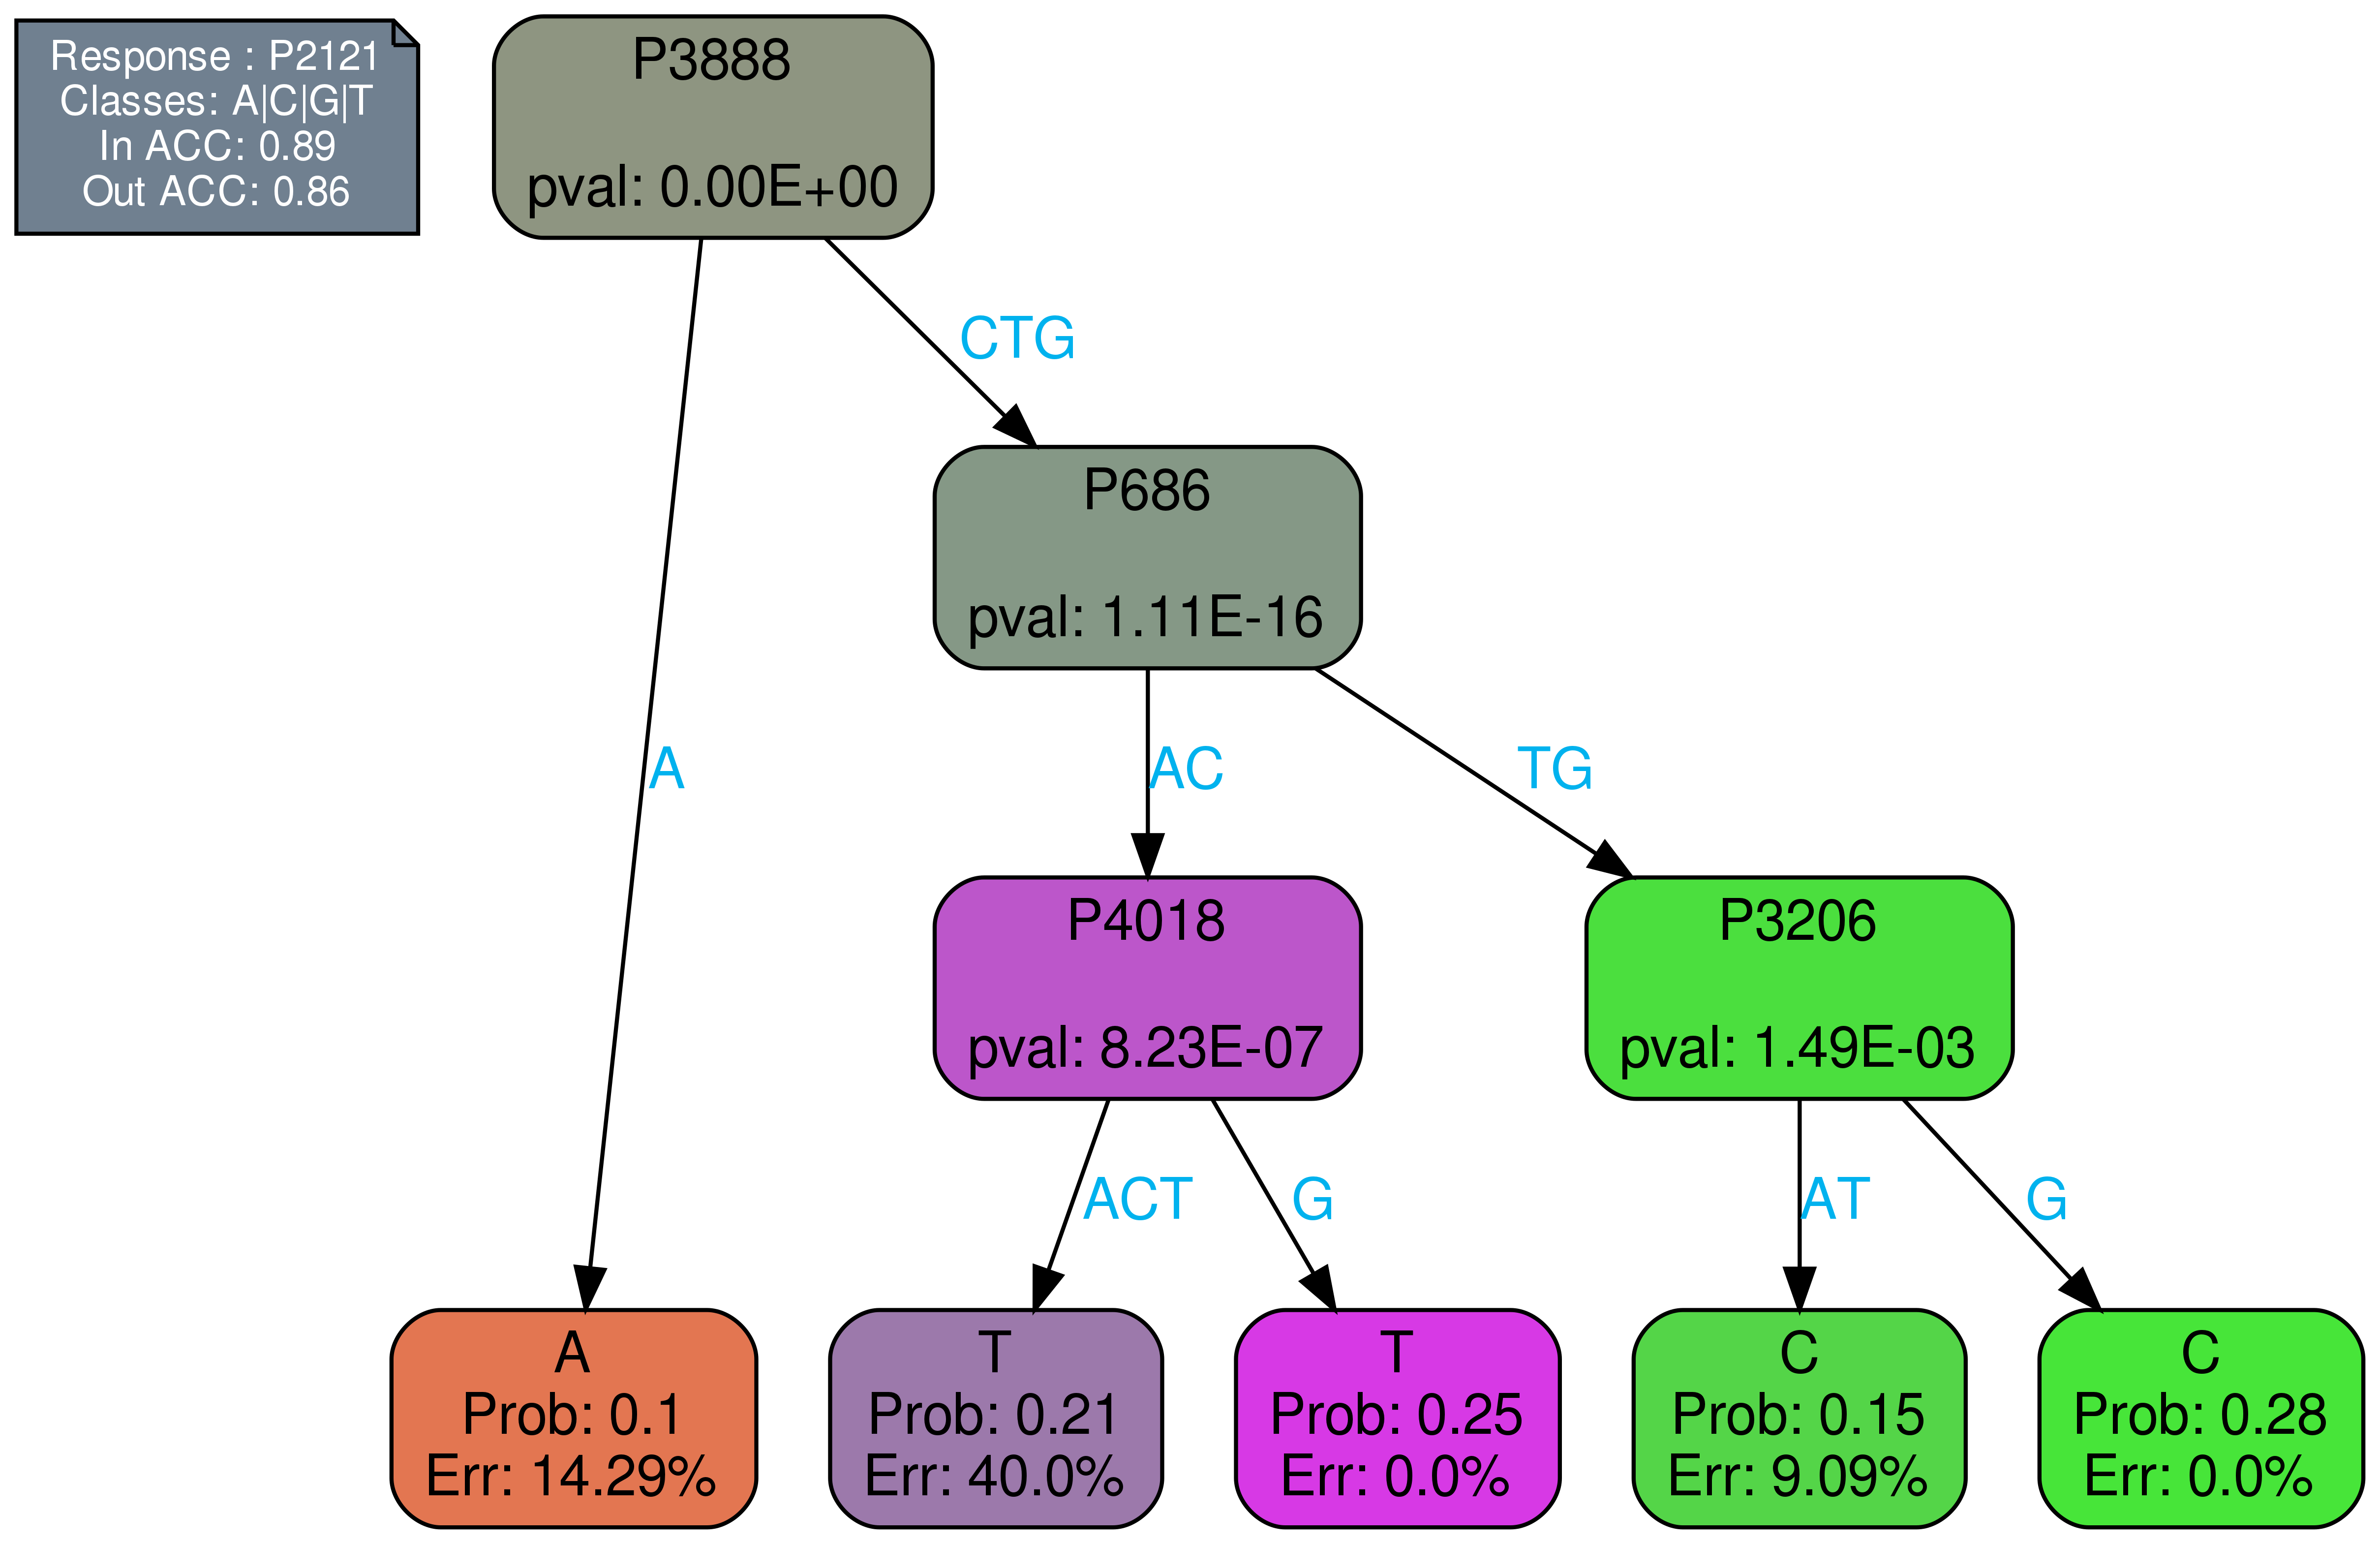 Response : P2121
Classes: A|C|G|T
In ACC: 0.89
Out ACC: 0.86
P3888
pval: 0.00E+00
CTG
P686
pval: 1.11E-16
A
AC
TG
P4018
pval: 8.23E-07
P3206
pval: 1.49E-03
ACT
G
AT
G
A
Prob: 0.1
Err: 14.29%
T
Prob: 0.21
Err: 40.0%
T
Prob: 0.25
Err: 0.0%
C
Prob: 0.15
Err: 9.09%
C
Prob: 0.28
Err: 0.0%